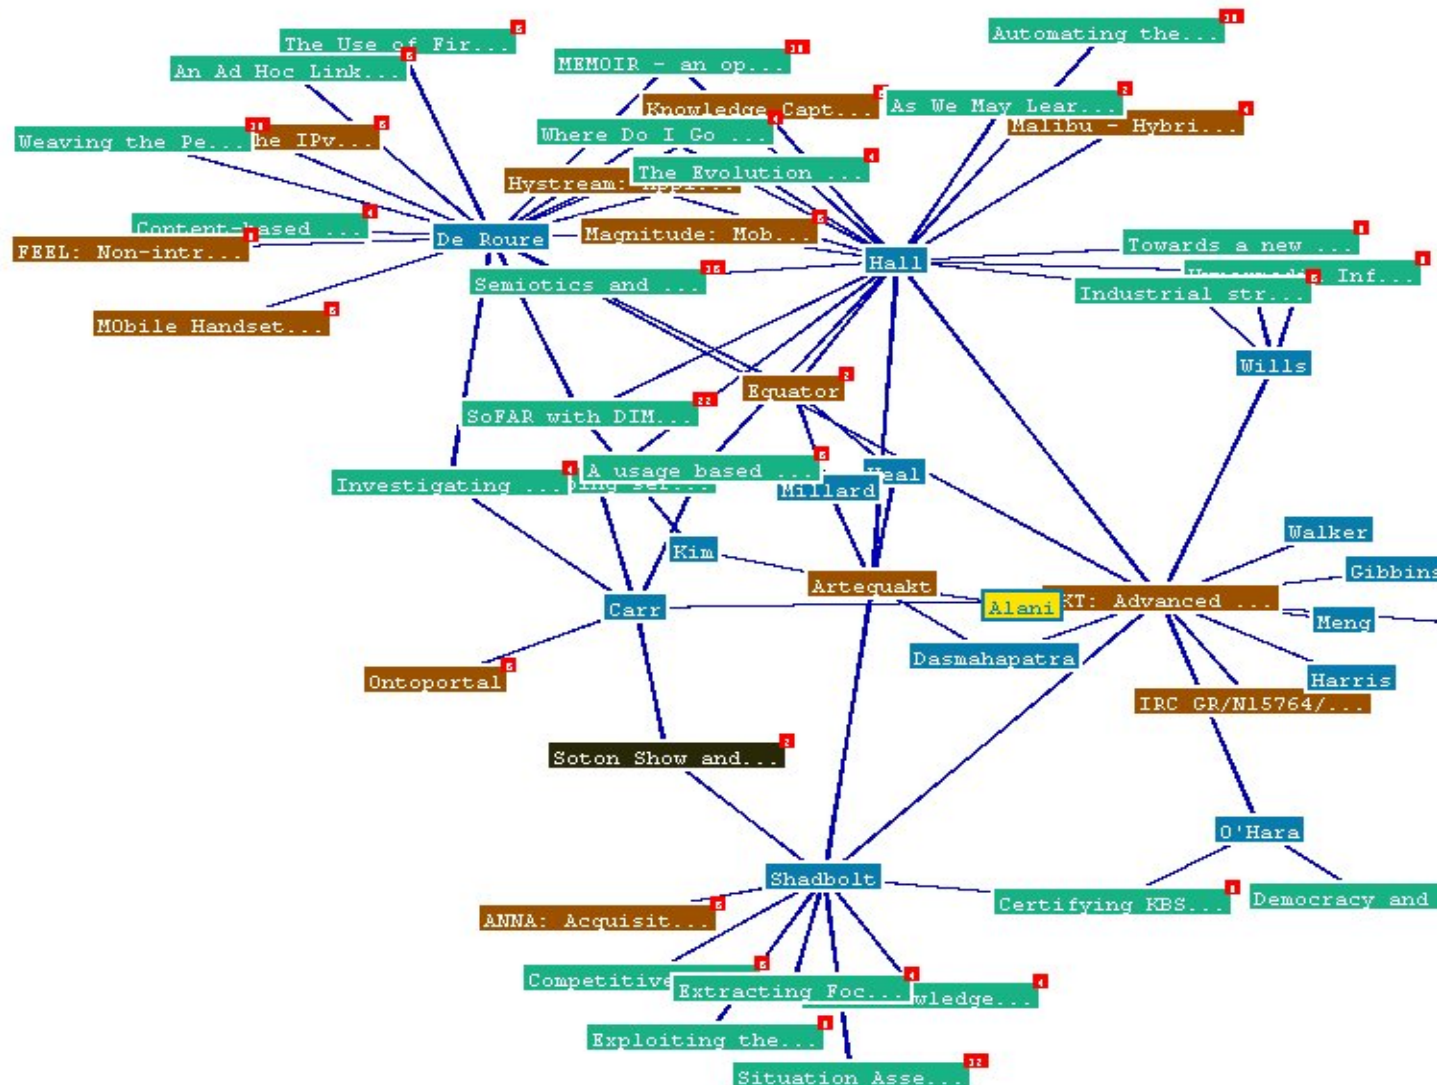 Automating the...
The Use of Fir...
MEMOIR - an op...
An Ad Hoc Link...
Knowledge Capt...
As We May Lear...
Malibu - Hybri...
Weaving the Pe...
he IPv...
Where Do I Go ...
The Evolution ...
Hystream: Appl...
Content-based ...
De Roure
Magnitude: Mob...
FEEL: Non-intr...
Hall
Towards a new ...
Inf...
Semiotics and ...
Industrial str...
MObile Handset...
Wills
Equator
SoFAR with DIM...
A usage based ...
Veal
Investigating ...
Millard
Walker
Kim
Gibbins
Artequakt
KT: Advanced ...
Alani
Carr
Meng
Dasmahapatra
Harris
Ontoportal
IRC GR/N15764/...
Soton Show and...
O'Hara
Shadbolt
Certifying KBS...
Democracy and
ANNA: Acquisit...
Competitive
Extracting Foc...
wledge...
Exploiting the...
Situation Asse...